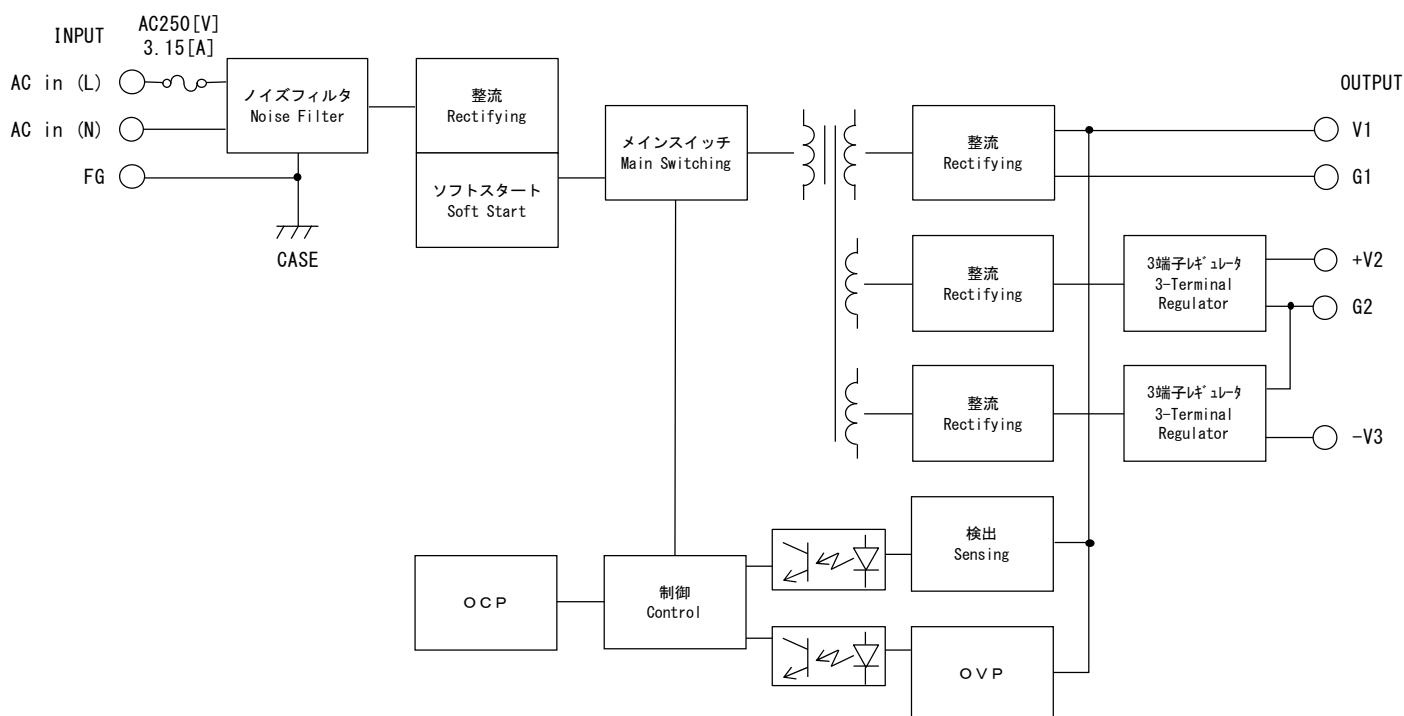 INPUT
AC250[V]
3.15[A]
AC in (L)
AC in (N)
FG
ノイズフィルタ
Noise Filter
CASE
整流
Rectifying
ソフトスタート
Soft Start
メインスイッチ
Main Switching
整流
Rectifying
OUTPUT
V1
G1
整流
Rectifying
3端子ﾚｷﾞｭﾚｰﾀ
3-Terminal
Regulator
+V2
G2
整流
Rectifying
3端子ﾚｷﾞｭﾚｰﾀ
3-Terminal
Regulator
-V3
検出
Sensing
ＯＣＰ
制御
Control
ＯＶＰ